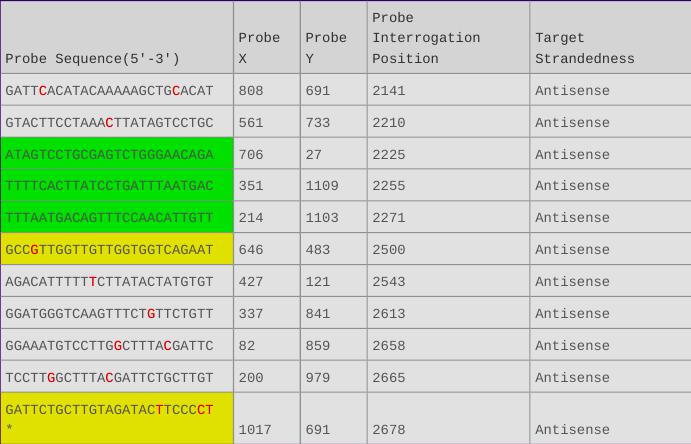 Probe Sequence(5'-3') Probe X Probe Y Probe Interrogation Position Target Strandedness
GATTCACATACAAAAAGCTGCACAT 808 691 2141 Antisense
GTACTTCCTAAACTTATAGTCCTGC 561 733 2210 Antisense
ATAGTCCTGCGAGTCTGGGAACAGA 706 27 2225 Antisense
TTTTCACTTATCCTGATTTAATGAC 351 1109 2255 Antisense
TTTAATGACAGTTTCCAACATTGTT 214 1103 2271 Antisense
GCCGTTGGTTGTTGGTGGTCAGAAT 646 483 2500 Antisense
AGACATTTTTTCTTATACTATGTGT 427 121 2543 Antisense
GGATGGGTCAAGTTTCTGTTCTGTT 337 841 2613 Antisense
GGAAATGTCCTTGGGCTTTACGATTC 82 859 2658 Antisense
TCCTTGGCTTTACGATTCTGCTTGT 200 979 2665 Antisense
GATTCTGCTTGTAGATACTTCCCCT
* 1017 691 2678 Antisense